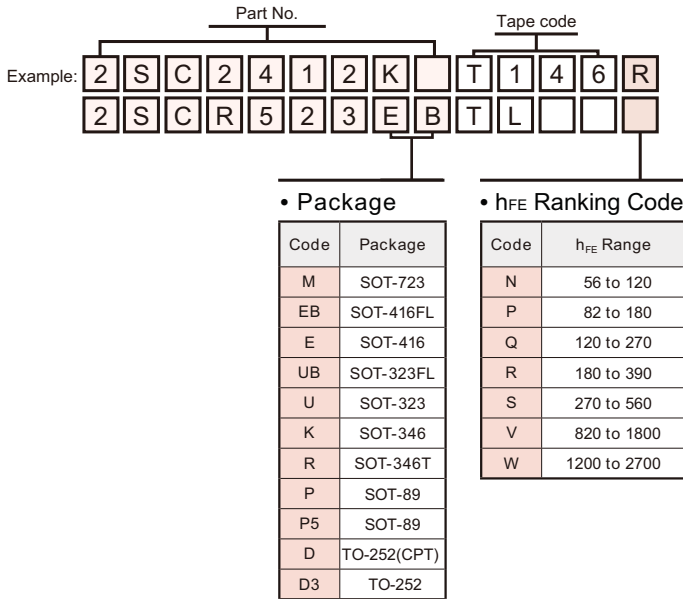 Part No.
Tape code
Example: 2 S C 2 4 1 2 K T 1 4 6 R
2 S C R 5 2 3 E B T L
• Package
Code Package
M SOT-723
EB SOT-416FL
E SOT-416
UB SOT-323FL
U SOT-323
K SOT-346
R SOT-346T
P SOT-89
P5 SOT-89
D TO-252(CPT)
D3 TO-252
• hFE Ranking Code
Code hFE Range
N 56 to 120
P 82 to 180
Q 120 to 270
R 180 to 390
S 270 to 560
V 820 to 1800
W 1200 to 2700